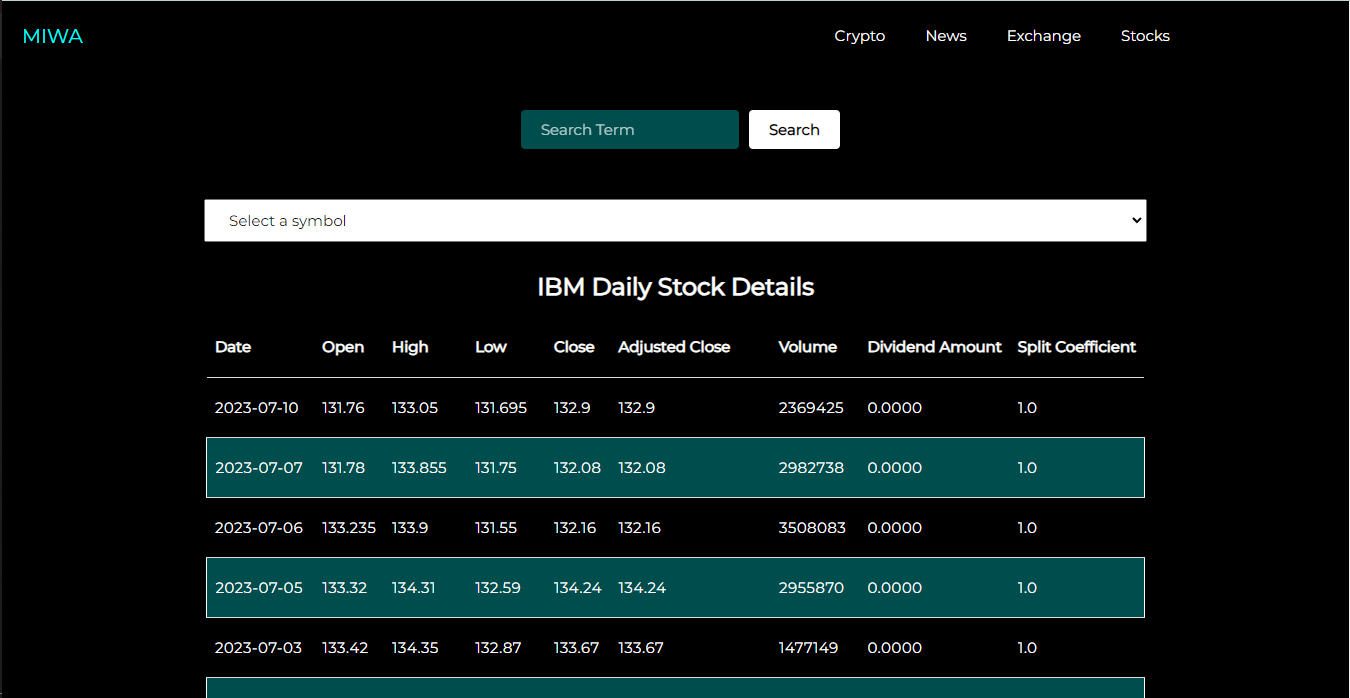 MIWA Crypto News Exchange Stocks
Search Term Search
Select a symbol
IBM Daily Stock Details
Date Open High Low Close Adjusted Close Volume Dividend Amount Split Coefficient
2023-07-10 131.76 133.05 131.695 132.9 132.9 2369425 0.0000 1.0
2023-07-07 131.78 133.855 131.75 132.08 132.08 2982738 0.0000 1.0
2023-07-06 133.235 133.9 131.55 132.16 132.16 3508083 0.0000 1.0
2023-07-05 133.32 134.31 132.59 134.24 134.24 2955870 0.0000 1.0
2023-07-03 133.42 134.35 132.87 133.67 133.67 1477149 0.0000 1.0